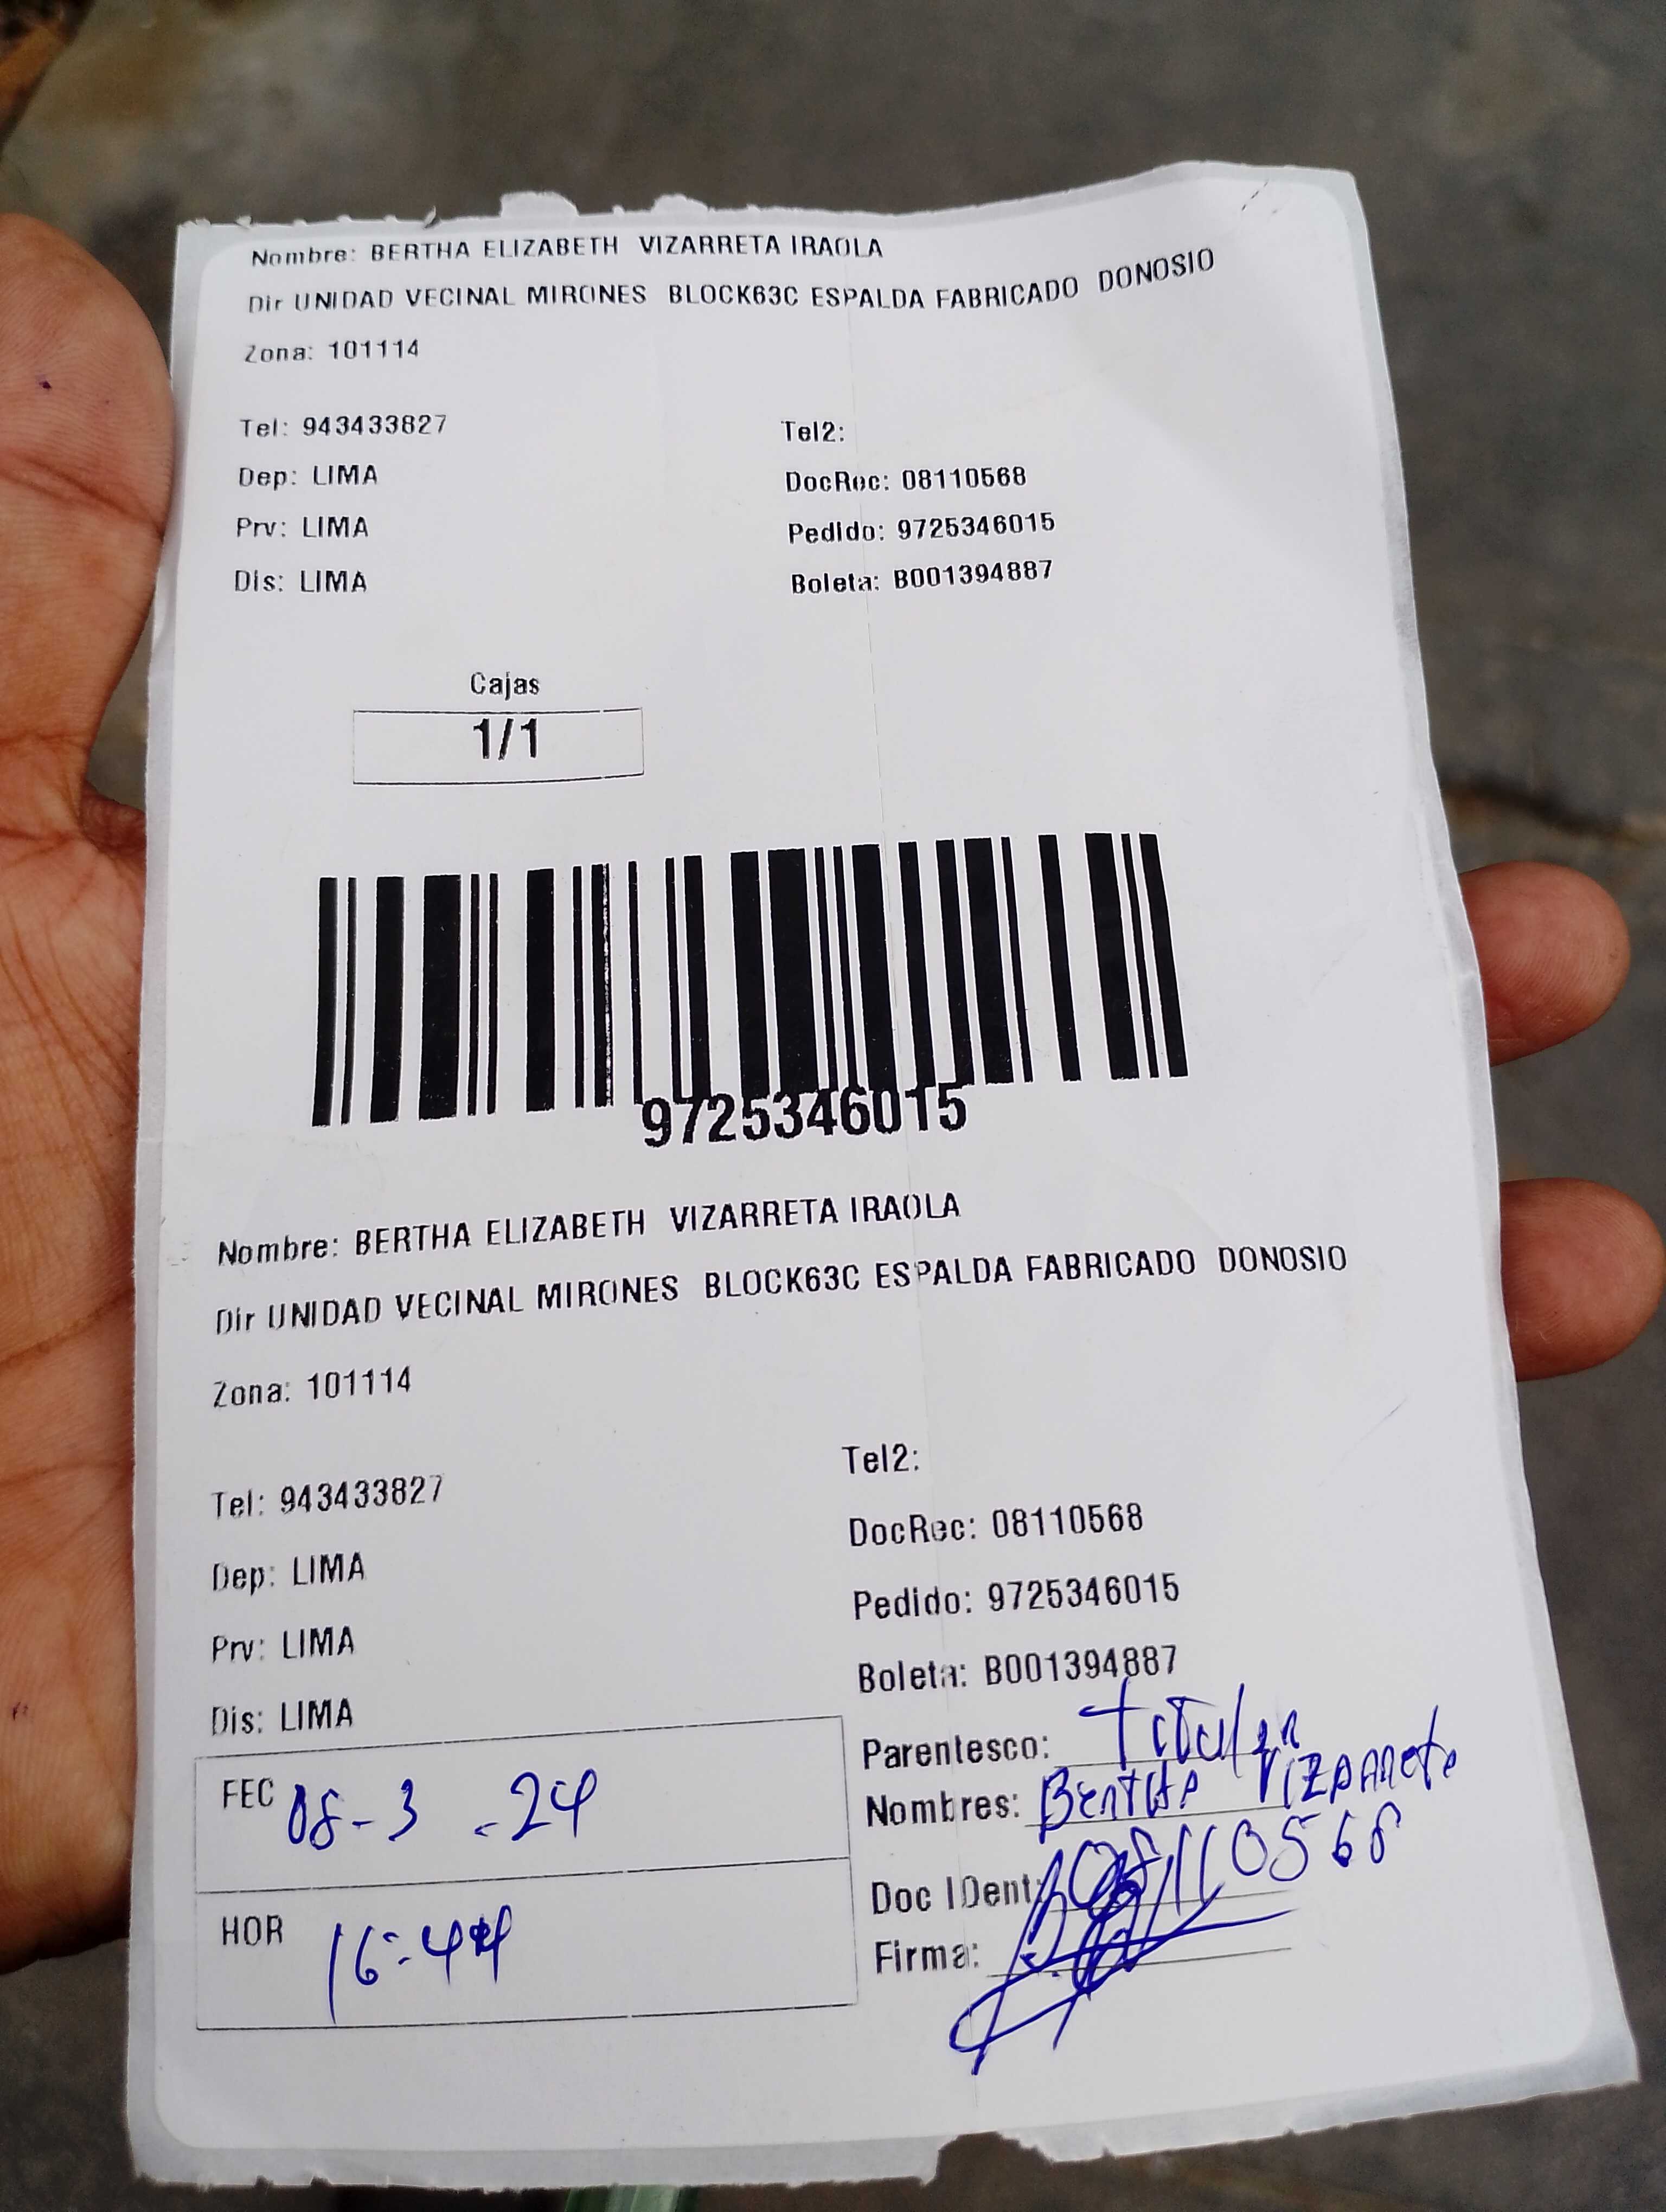 Nombre: BERTHA ELIZABETH VIZARRETA IRAOLA
Dir UNIDAD VECINAL MIRONES BLOCK63C ESPALDA FABRICADO DONOSIO
Zona: 101114
Tel: 943433827
Tel2:
Dep: LIMA
DocRec: 08110568
Prv: LIMA
Pedido: 9725346015
Dis: LIMA
Boleta: B001394887
Cajas
1/1
9725346015
Nombre: BERTHA ELIZABETH VIZARRETA IRAOLA
Dir UNIDAD VECINAL MIRONES BLOCK63C ESPALDA FABRICADO DONOSIO
Zona: 101114
Tel: 943433827
Tel2:
Dep: LIMA
DocRec: 08110568
Prv: LIMA
Pedido: 9725346015
Dis: LIMA
Boleta: B001394887
FEC 08-3-24
HOR 16:44
Parentesco: Titular
Nombres: Bertha Vizarreta
Doc IDent: 08110568
Firma: